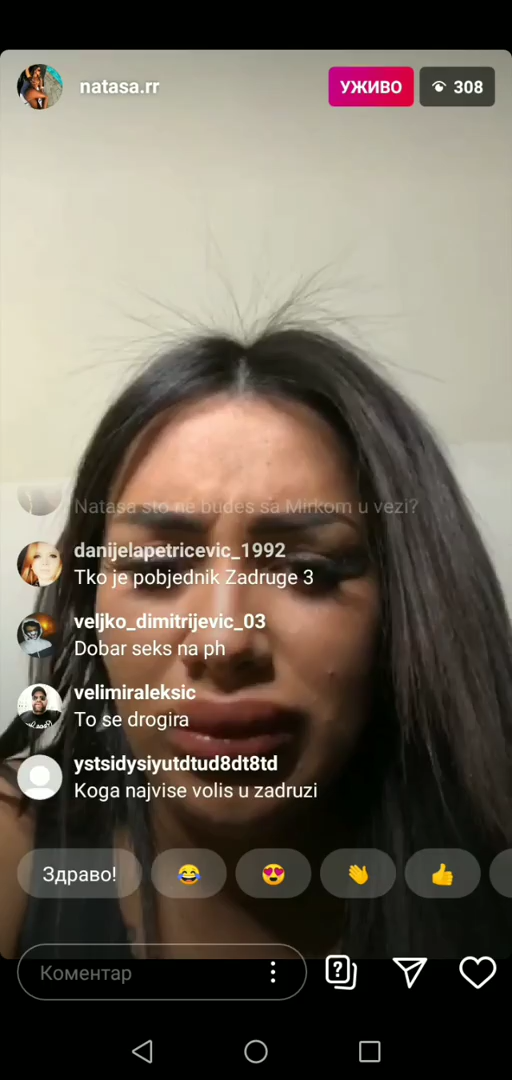 natasa.rr
УЖИВО
308
Natasa sto ne budes sa Mirkom u vezi?
danijelapetricevic_1992
Tko je pobjednik Zadruge 3
veljko_dimitrijevic_03
Dobar seks na ph
velimiraleksic
To se drogira
ystsidysiyutdtud8dt8td
Koga najvise volis u zadruzi
Здраво!
Коментар